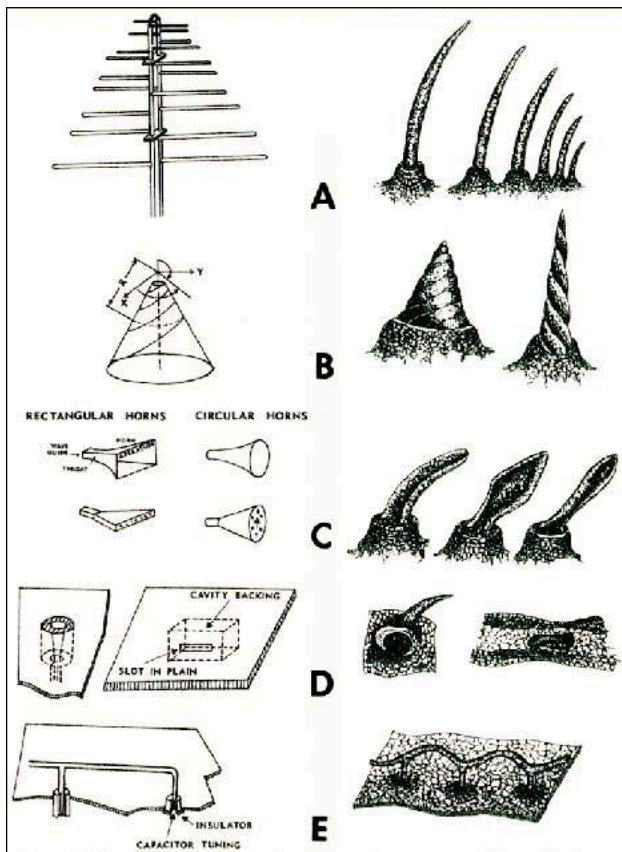 A
R
Y
B
RECTANGULAR HORNS CIRCULAR HORNS
WAVE GUIDE
HORN
THROAT
C
CAVITY BACKING
SLOT IN PLAIN
D
INSULATOR
CAPACITOR TUNING
E